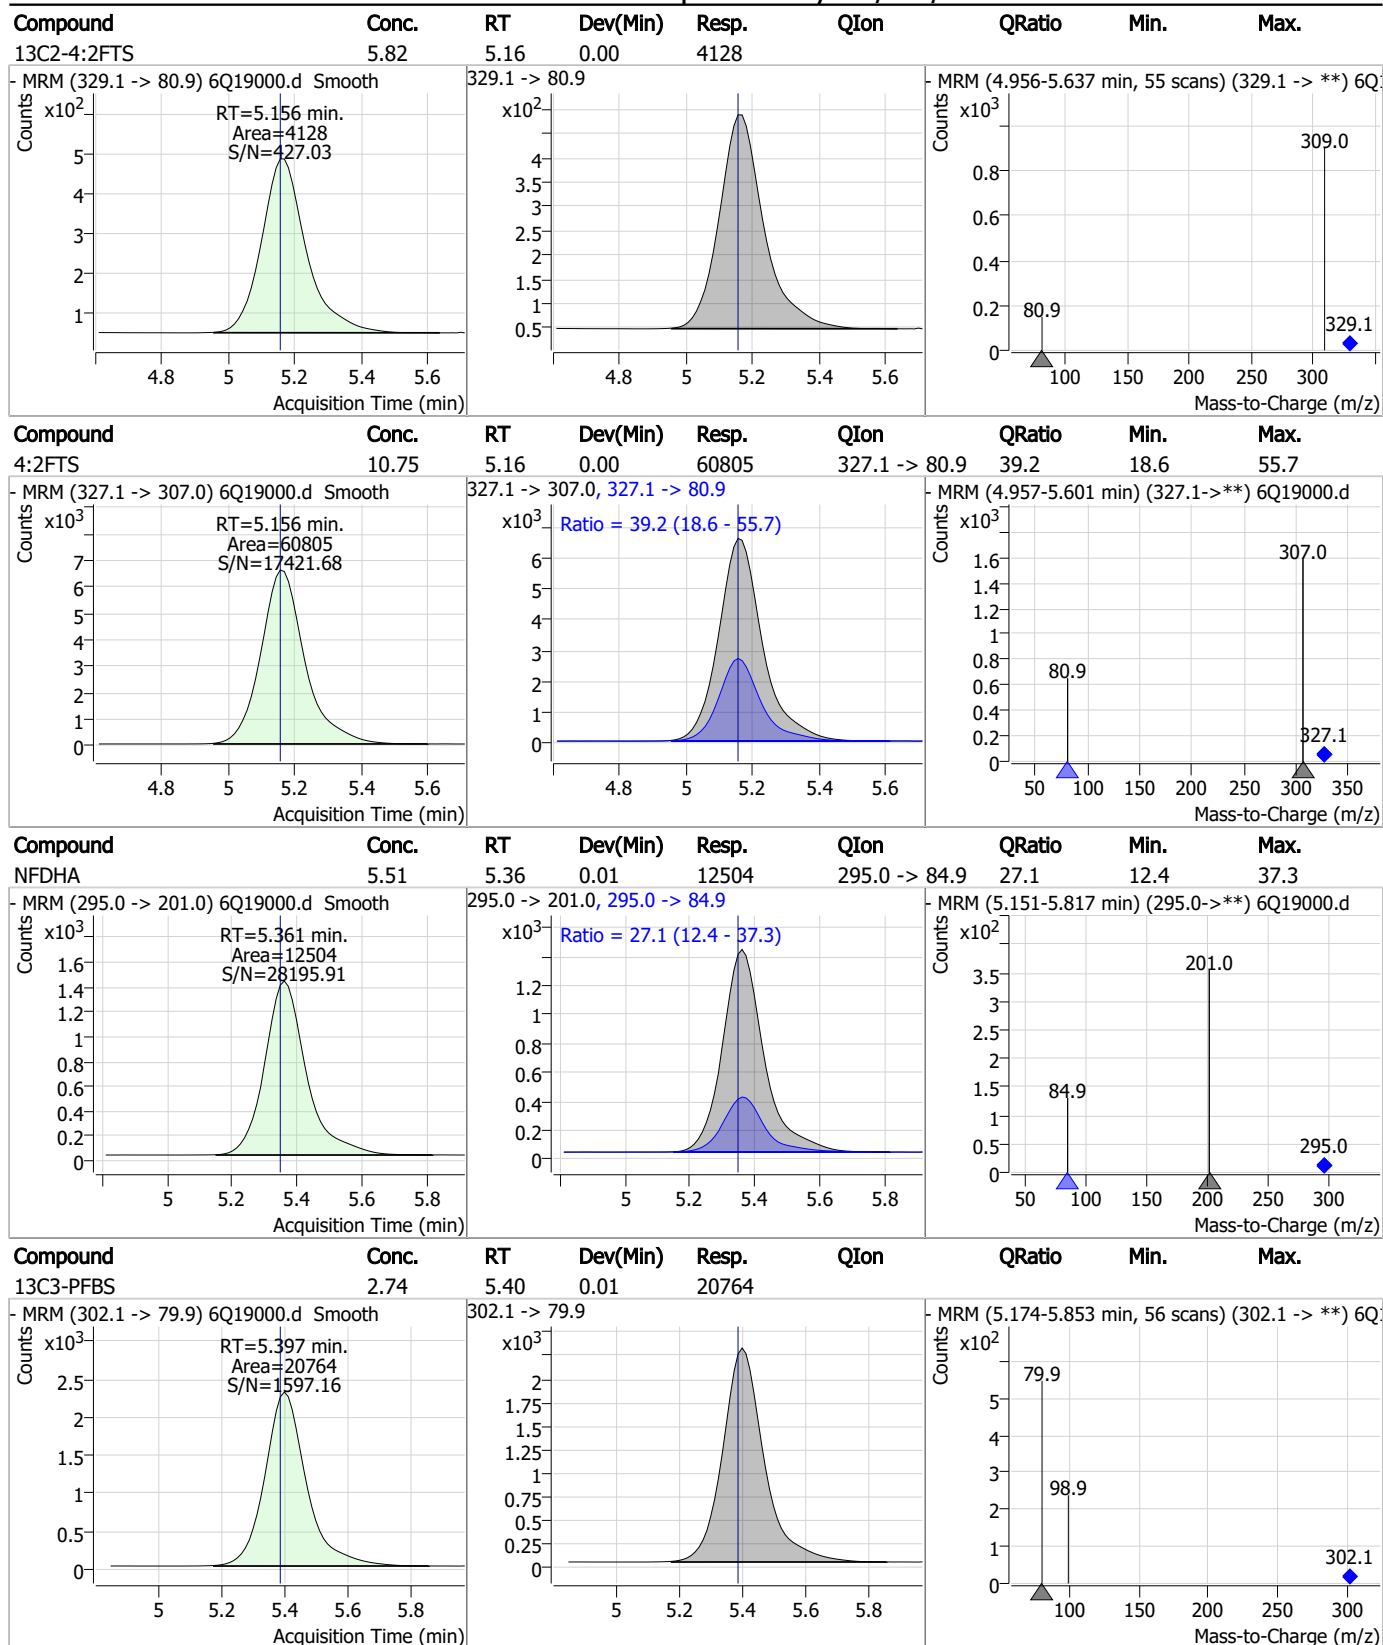 Compound Conc. RT Dev(Min) Resp. QIon QRatio Min. Max.
13C2-4:2FTS 5.82 5.16 0.00 4128
- MRM (329.1 -> 80.9) 6Q19000.d Smooth
Counts
x10²
RT=5.156 min.
Area=4128
S/N=427.03
5
4
3
2
1
4.8 5 5.2 5.4 5.6
Acquisition Time (min)
329.1 -> 80.9
x10²
4
3.5
3
2.5
2
1.5
1
0.5
4.8 5 5.2 5.4 5.6
- MRM (4.956-5.637 min, 55 scans) (329.1 -> **) 6Q
Counts
x10³
309.0
0.8
0.6
0.4
0.2
0
80.9
329.1
100 150 200 250 300
Mass-to-Charge (m/z)
Compound Conc. RT Dev(Min) Resp. QIon QRatio Min. Max.
4:2FTS 10.75 5.16 0.00 60805 327.1 -> 80.9 39.2 18.6 55.7
- MRM (327.1 -> 307.0) 6Q19000.d Smooth
Counts
x10³
RT=5.156 min.
Area=60805
S/N=17421.68
7
6
5
4
3
2
1
0
4.8 5 5.2 5.4 5.6
Acquisition Time (min)
327.1 -> 307.0, 327.1 -> 80.9
x10³
Ratio = 39.2 (18.6 - 55.7)
6
5
4
3
2
1
0
4.8 5 5.2 5.4 5.6
- MRM (4.957-5.601 min) (327.1->**) 6Q19000.d
Counts
x10³
307.0
1.6
1.4
1.2
1
0.8
0.6
0.4
0.2
0
80.9
327.1
50 100 150 200 250 300 350
Mass-to-Charge (m/z)
Compound Conc. RT Dev(Min) Resp. QIon QRatio Min. Max.
NFDHA 5.51 5.36 0.01 12504 295.0 -> 84.9 27.1 12.4 37.3
- MRM (295.0 -> 201.0) 6Q19000.d Smooth
Counts
x10³
RT=5.361 min.
Area=12504
S/N=28195.91
1.6
1.4
1.2
1
0.8
0.6
0.4
0.2
0
5 5.2 5.4 5.6 5.8
Acquisition Time (min)
295.0 -> 201.0, 295.0 -> 84.9
x10³
Ratio = 27.1 (12.4 - 37.3)
1.2
1
0.8
0.6
0.4
0.2
0
5 5.2 5.4 5.6 5.8
- MRM (5.151-5.817 min) (295.0->**) 6Q19000.d
Counts
x10²
201.0
3.5
3
2.5
2
1.5
1
0.5
0
84.9
295.0
50 100 150 200 250 300
Mass-to-Charge (m/z)
Compound Conc. RT Dev(Min) Resp. QIon QRatio Min. Max.
13C3-PFBS 2.74 5.40 0.01 20764
- MRM (302.1 -> 79.9) 6Q19000.d Smooth
Counts
x10³
RT=5.397 min.
Area=20764
S/N=1597.16
2.5
2
1.5
1
0.5
0
5 5.2 5.4 5.6 5.8
Acquisition Time (min)
302.1 -> 79.9
x10³
2
1.75
1.5
1.25
1
0.75
0.5
0.25
0
5 5.2 5.4 5.6 5.8
- MRM (5.174-5.853 min, 56 scans) (302.1 -> **) 6Q
Counts
x10²
79.9
5
4
3
2
1
0
98.9
302.1
100 150 200 250 300
Mass-to-Charge (m/z)